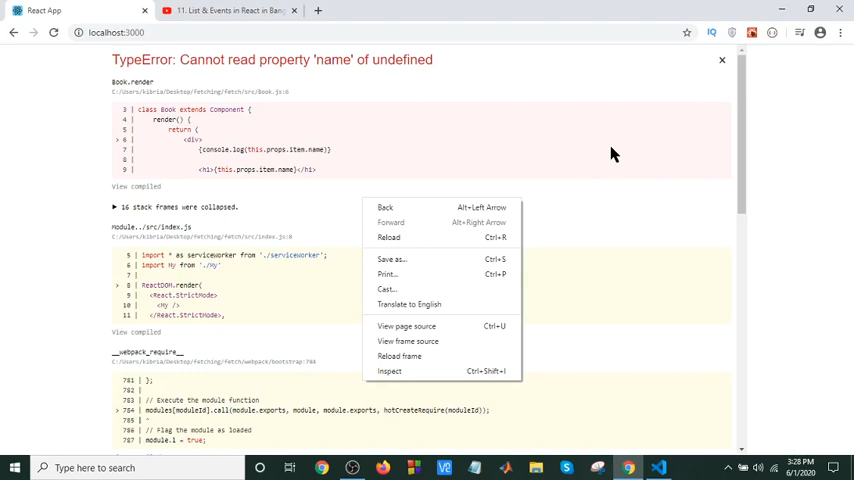 React App
11. List & Events in React in Bang
localhost:3000
IQ
TypeError: Cannot read property 'name' of undefined
Book.render
C:/Users/kibria/Desktop/fetching/fetch/src/Book.js:6
3 | class Book extends Component {
4 | render() {
5 | return (
> 6 | <div>
7 | {console.log(this.props.item.name)}
8 |
9 | <h1>{this.props.item.name}</h1>
View compiled
▶ 16 stack frames were collapsed.
Module../src/index.js
C:/Users/kibria/Desktop/fetching/fetch/src/index.js:8
5 | import * as serviceWorker from './serviceWorker';
6 | import My from './My'
7 |
> 8 | ReactDOM.render(
9 | <React.StrictMode>
10 | <My />
11 | </React.StrictMode>,
View compiled
__webpack_require__
C:/Users/kibria/Desktop/fetching/fetch/webpack/bootstrap:784
781 | };
782 |
783 | // Execute the module function
> 784 | modules[moduleId].call(module.exports, module, module.exports, hotCreateRequire(moduleId));
785 | ^
786 | // Flag the module as loaded
787 | module.l = true;
Back Alt+Left Arrow
Forward Alt+Right Arrow
Reload Ctrl+R
Save as... Ctrl+S
Print... Ctrl+P
Cast...
Translate to English
View page source Ctrl+U
View frame source
Reload frame
Inspect Ctrl+Shift+I
Type here to search
3:28 PM
6/1/2020